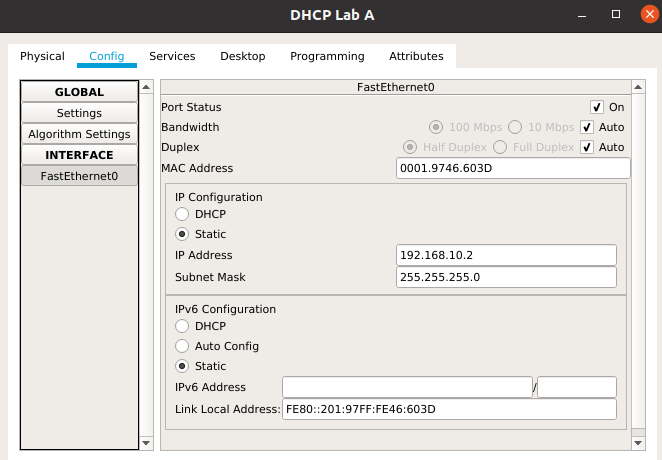 DHCP Lab A
Physical Config Services Desktop Programming Attributes
GLOBAL
Settings
Algorithm Settings
INTERFACE
FastEthernet0
FastEthernet0
Port Status On
Bandwidth 100 Mbps 10 Mbps Auto
Duplex Half Duplex Full Duplex Auto
MAC Address 0001.9746.603D
IP Configuration
DHCP
Static
IP Address 192.168.10.2
Subnet Mask 255.255.255.0
IPv6 Configuration
DHCP
Auto Config
Static
IPv6 Address /
Link Local Address: FE80::201:97FF:FE46:603D